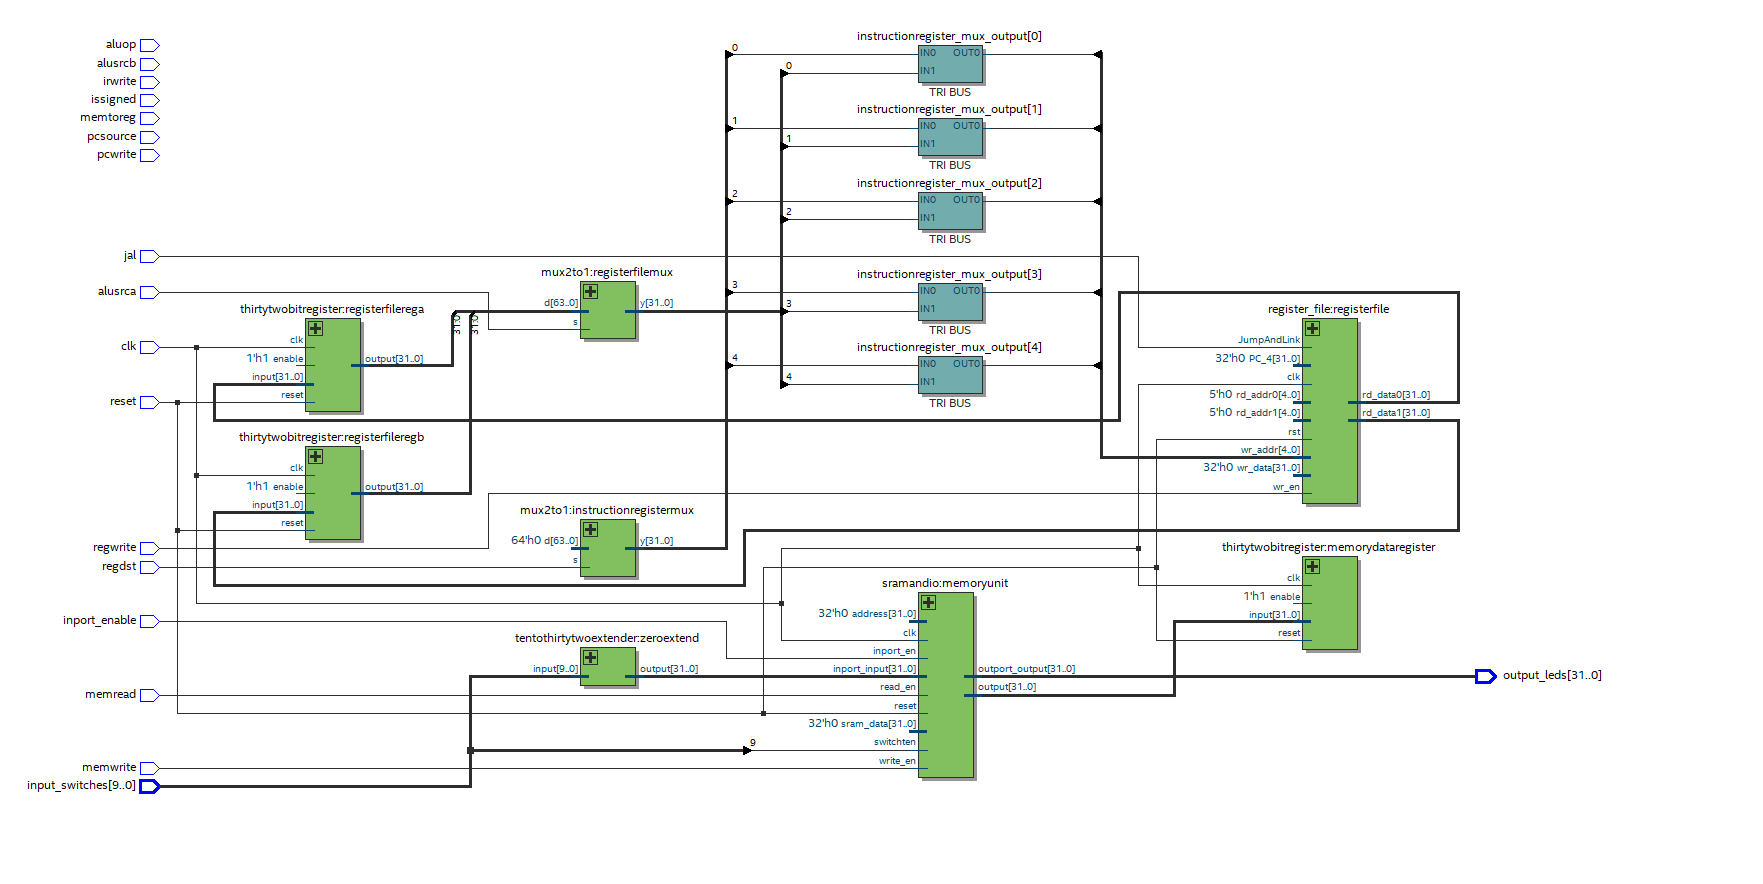 aluop
alusrcb
irwrite
issigned
memtoreg
pcsource
pcwrite
jal
alusrca
clk
reset
regwrite
regdst
inport_enable
memread
memwrite
input_switches[9..0]
thirtytwobitregister:registerfilerega
clk
1'h1 enable
input[31..0]
reset
output[31..0]
31:0
31:0
thirtytwobitregister:registerfileregb
clk
1'h1 enable
input[31..0]
reset
output[31..0]
mux2to1:registerfilemux
d[63..0]
s
y[31..0]
mux2to1:instructionregistermux
64'h0 d[63..0]
s
y[31..0]
tentothirtytwoextender:zeroextend
input[9..0]
output[31..0]
0
0
1
1
2
2
3
3
4
4
9
instructionregister_mux_output[0]
IN0 OUT0
IN1
TRI BUS
instructionregister_mux_output[1]
IN0 OUT0
IN1
TRI BUS
instructionregister_mux_output[2]
IN0 OUT0
IN1
TRI BUS
instructionregister_mux_output[3]
IN0 OUT0
IN1
TRI BUS
instructionregister_mux_output[4]
IN0 OUT0
IN1
TRI BUS
sramandio:memoryunit
32'h0 address[31..0]
clk
inport_en
inport_input[31..0]
read_en
reset
32'h0 sram_data[31..0]
switchten
write_en
outport_output[31..0]
output[31..0]
register_file:registerfile
JumpAndLink
32'h0 PC_4[31..0]
clk
5'h0 rd_addr0[4..0]
5'h0 rd_addr1[4..0]
rst
wr_addr[4..0]
32'h0 wr_data[31..0]
wr_en
rd_data0[31..0]
rd_data1[31..0]
thirtytwobitregister:memorydataregister
clk
1'h1 enable
input[31..0]
reset
output_leds[31..0]